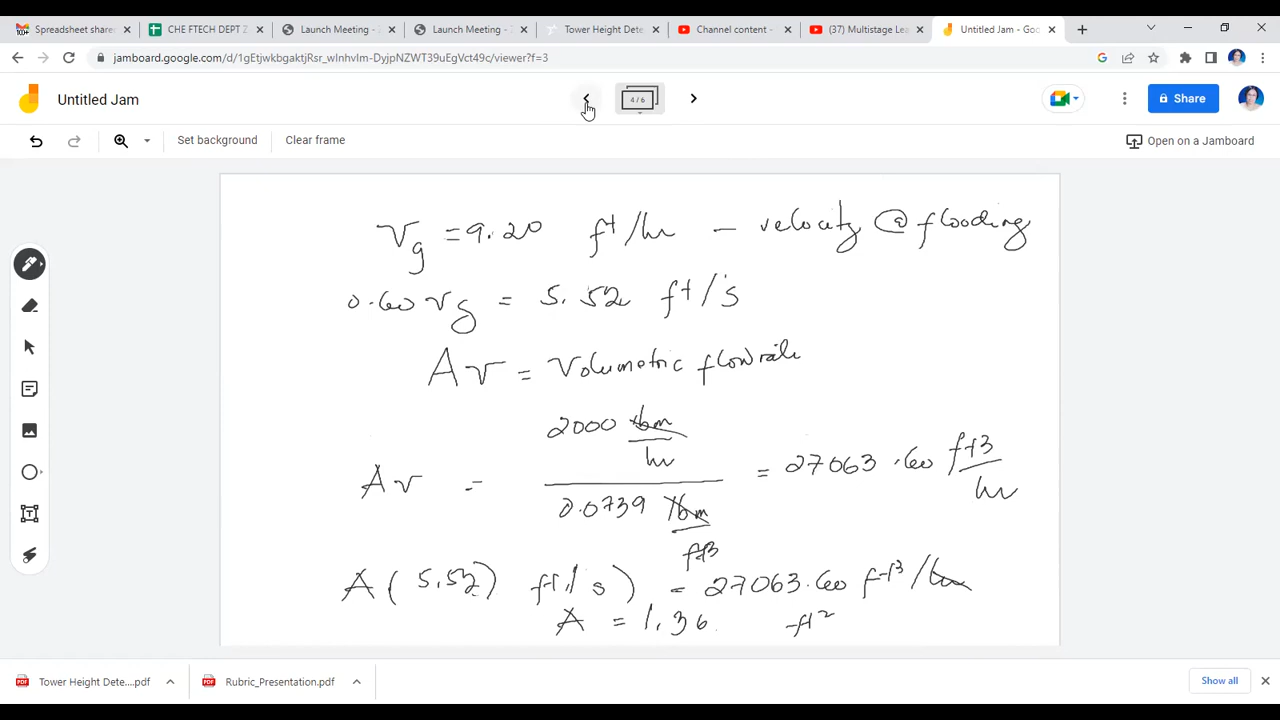 Spreadsheet share
CHE FTECH DEPT Z
Launch Meeting -
Launch Meeting -
Tower Height Dete
Channel content -
(37) Multistage Lea
Untitled Jam - Goo
jamboard.google.com/d/1gEtjwkbgaktjRsr_wInhvIm-DyjpNZWT39uEgVct49c/viewer?f=3
Untitled Jam
4 / 6
Share
Set background
Clear frame
Open on a Jamboard
Vg = 9.20 ft/hr - velocity @ flooding
0.60 Vg = 5.52 ft/s
Av = Volumetric flowrate
2000 lbm
hr
Av = = 27063.60 ft3
hr
0.0739 lbm
ft3
A (5.52) ft/s) = 27063.60 ft3/hr
A = 1.36 ft2
Tower Height Dete....pdf
Rubric_Presentation.pdf
Show all